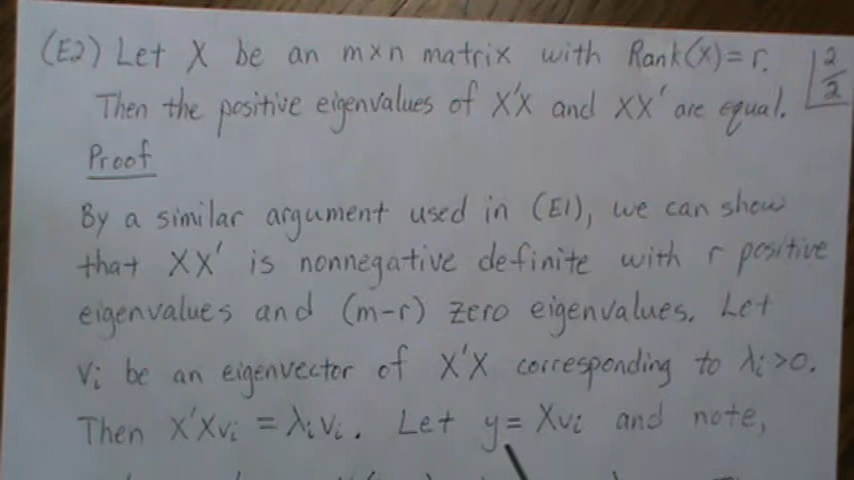 (E2) Let X be an m×n matrix with Rank(X)=r.
2/2
Then the positive eigenvalues of X'X and XX' are equal.
Proof
By a similar argument used in (E1), we can show
that XX' is nonnegative definite with r positive
eigenvalues and (m-r) zero eigenvalues. Let
vᵢ be an eigenvector of X'X corresponding to λᵢ>0.
Then X'Xvᵢ = λᵢvᵢ. Let y = Xvᵢ and note,